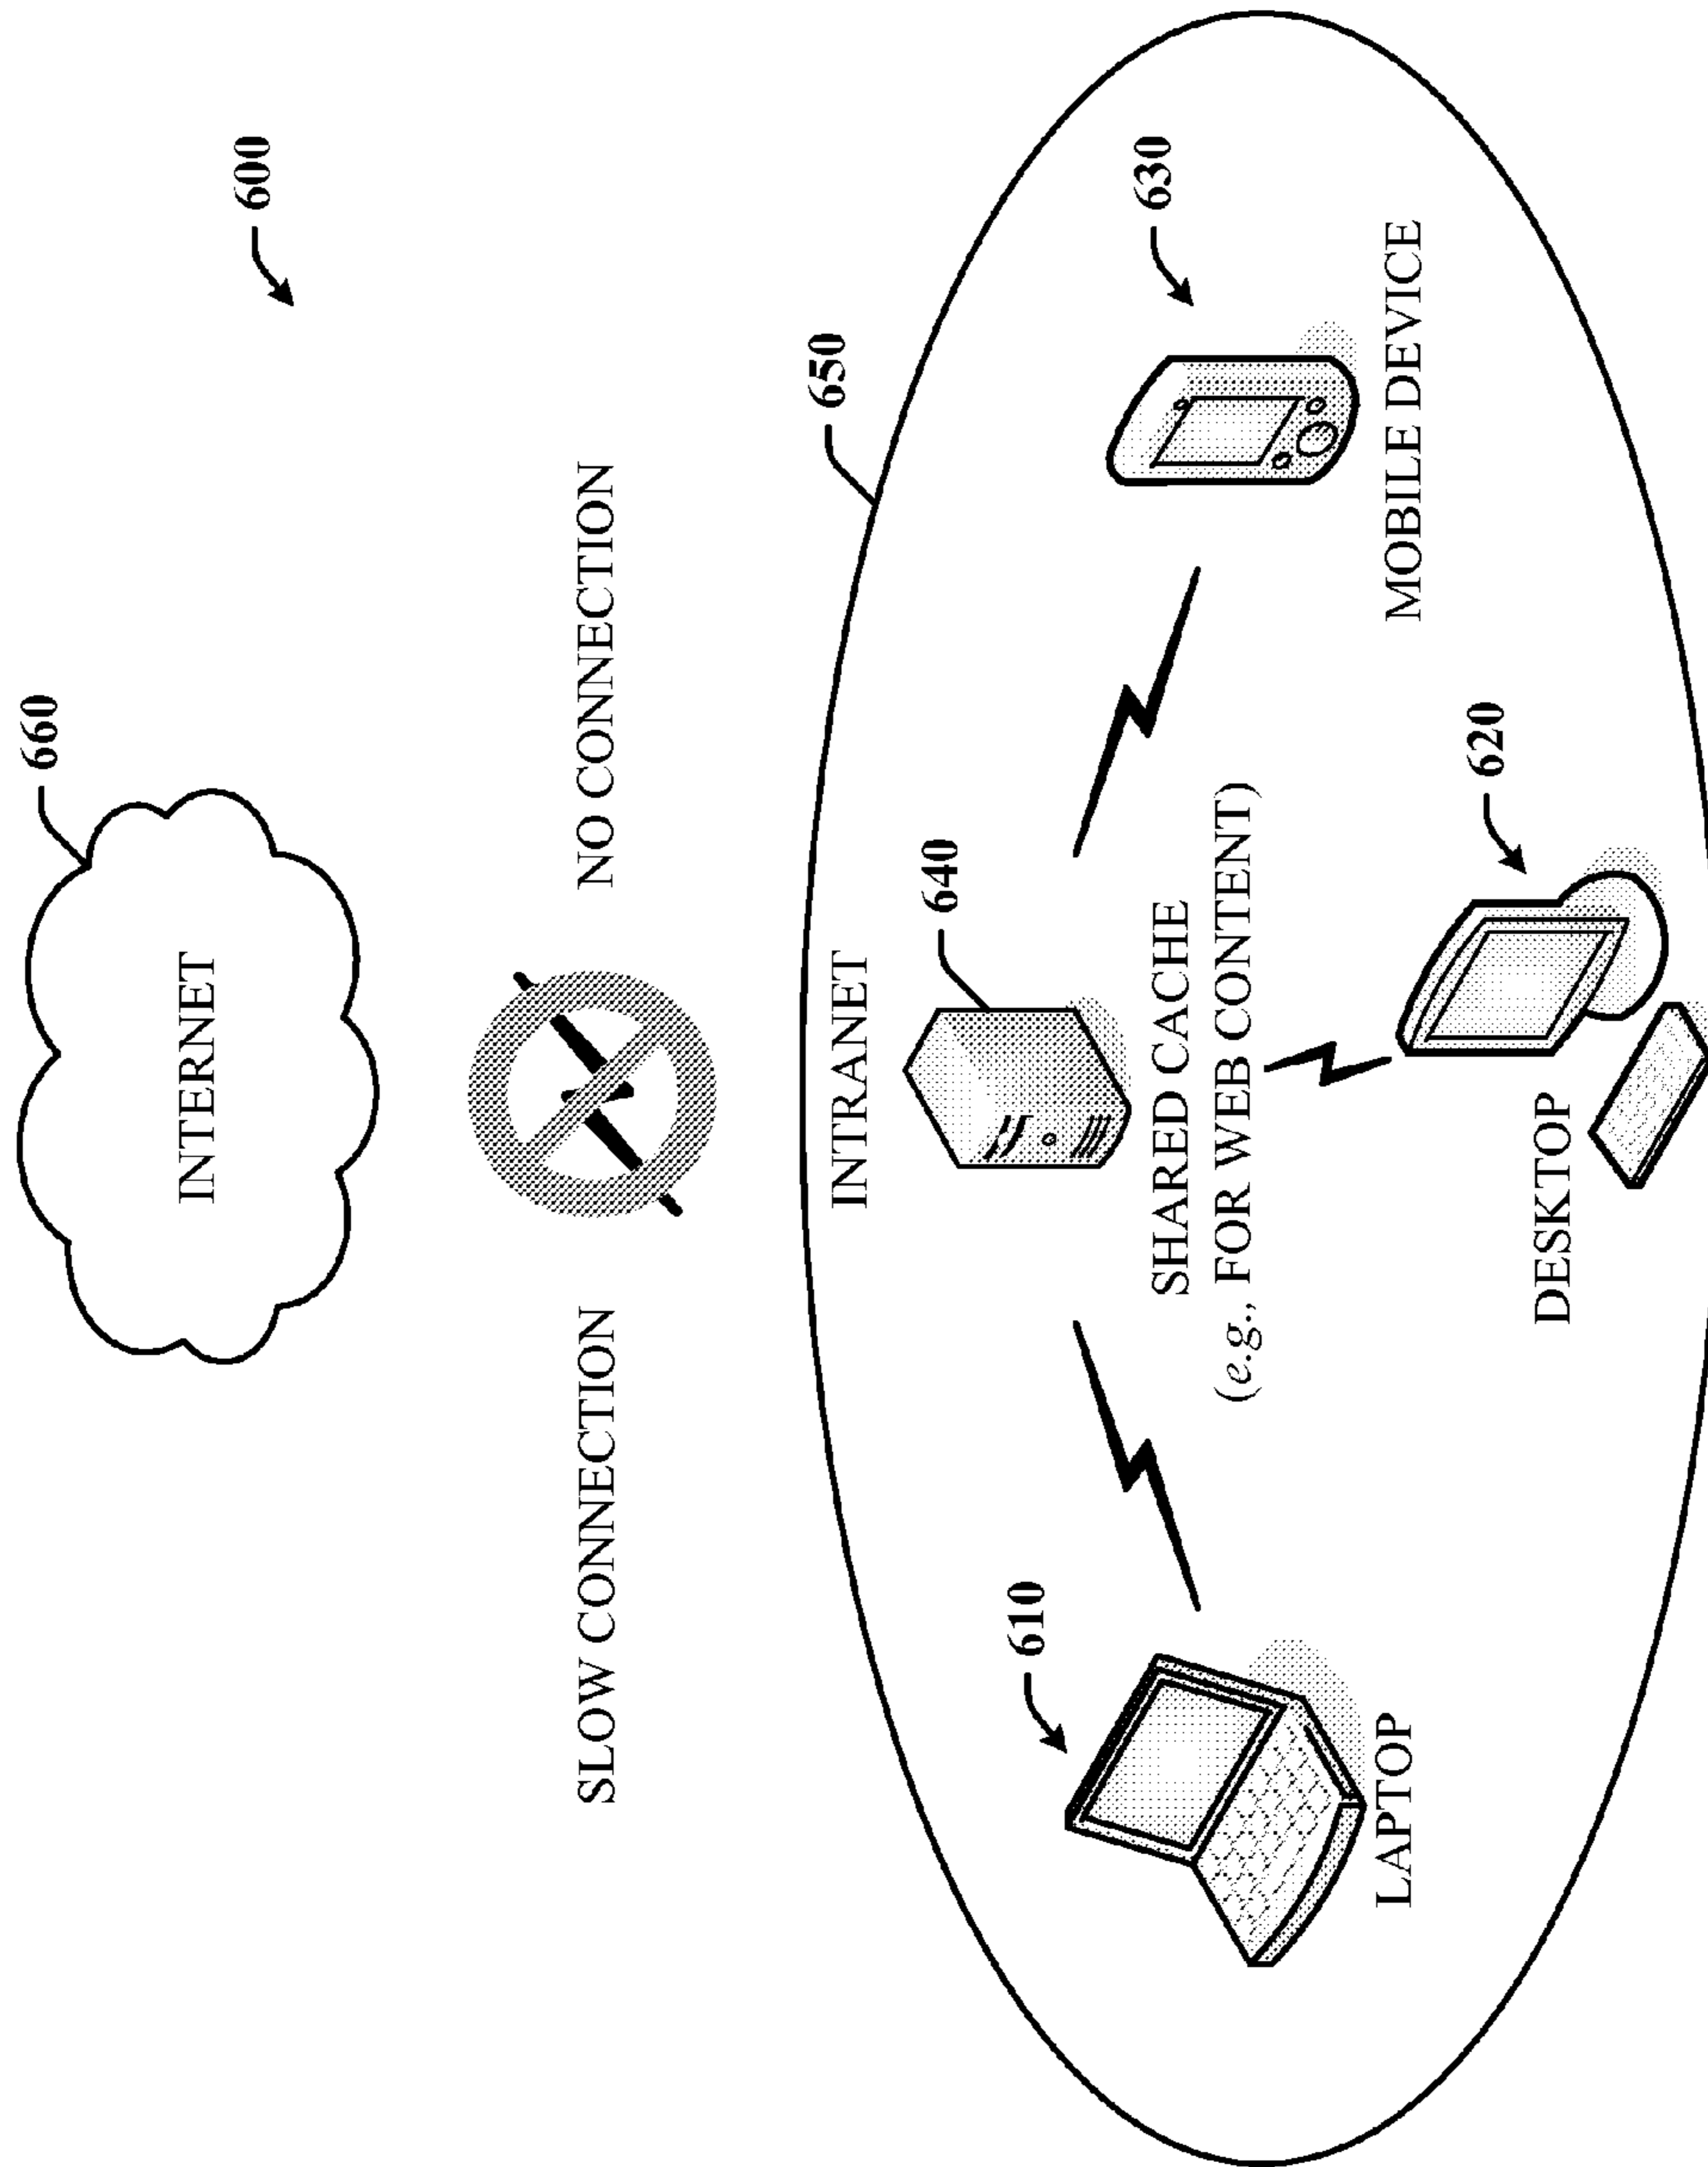 600
660
INTERNET
SLOW CONNECTION
NO CONNECTION
650
INTRANET
640
610
630
SHARED CACHE
(e.g., FOR WEB CONTENT)
LAPTOP
MOBILE DEVICE
620
DESKTOP